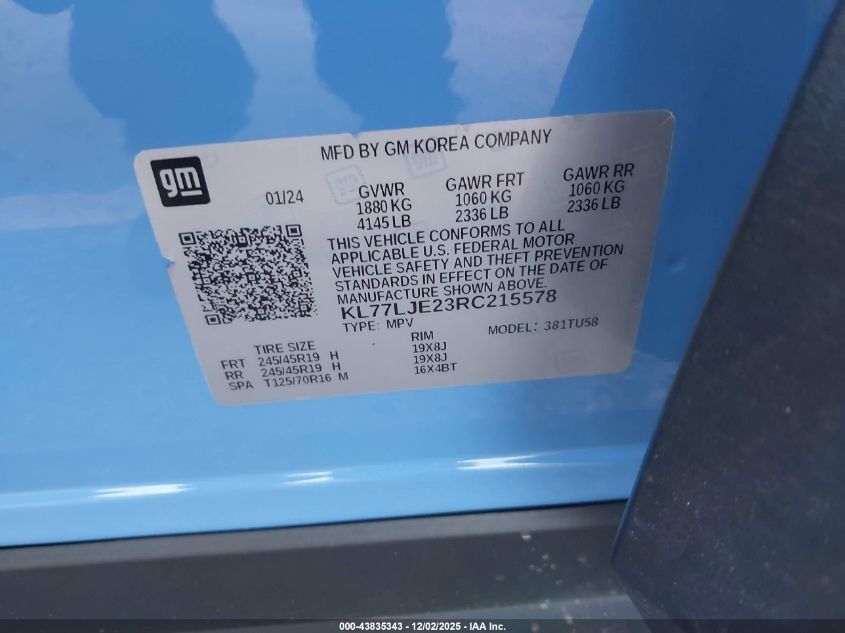 gm
MFD BY GM KOREA COMPANY
01/24
GVWR
1880 KG
4145 LB
GAWR FRT
1060 KG
2336 LB
GAWR RR
1060 KG
2336 LB
THIS VEHICLE CONFORMS TO ALL
APPLICABLE U.S. FEDERAL MOTOR
VEHICLE SAFETY AND THEFT PREVENTION
STANDARDS IN EFFECT ON THE DATE OF
MANUFACTURE SHOWN ABOVE.
KL77LJE23RC215578
TYPE: MPV
MODEL: 381TU58
TIRE SIZE RIM
FRT 245/45R19 H 19X8J
RR 245/45R19 H 19X8J
SPA T125/70R16 M 16X4BT
000-43835343 - 12/02/2025 - IAA Inc.